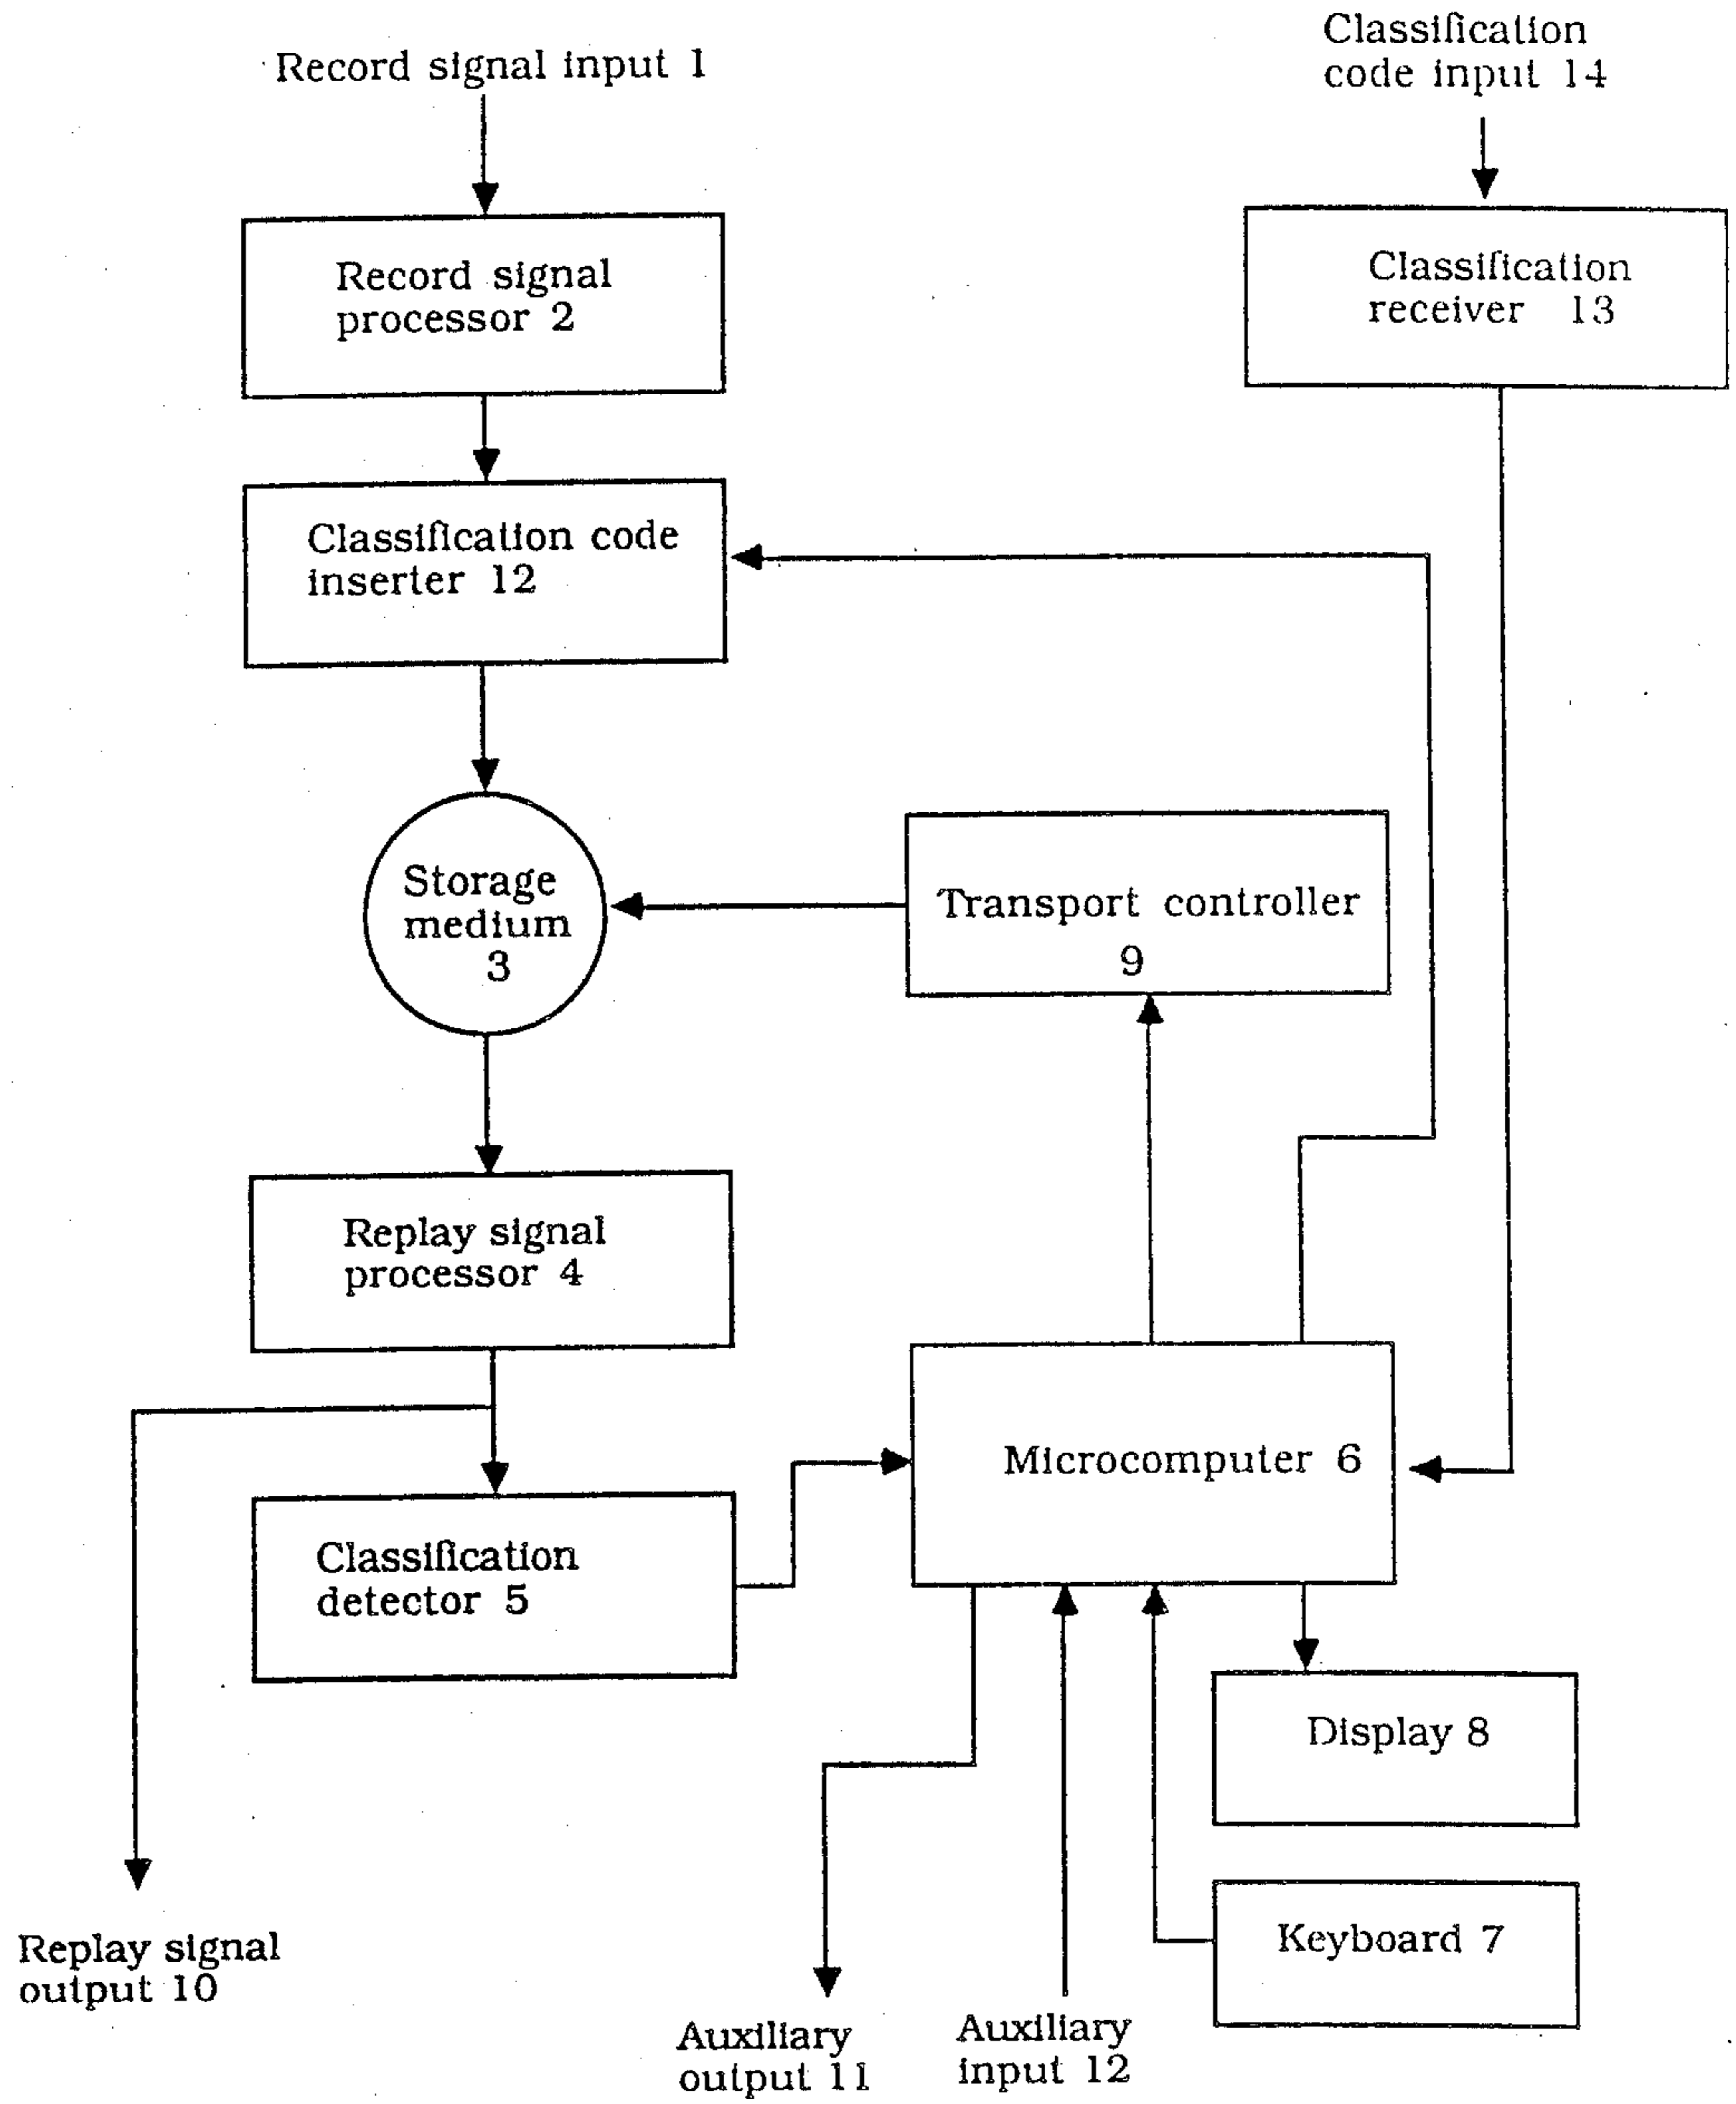 Record signal input 1
Classification
code input 14
Record signal
processor 2
Classification
receiver 13
Classification code
inserter 12
Storage
medium
3
Transport controller
9
Replay signal
processor 4
Microcomputer 6
Classification
detector 5
Display 8
Keyboard 7
Replay signal
output 10
Auxiliary
output 11
Auxiliary
input 12